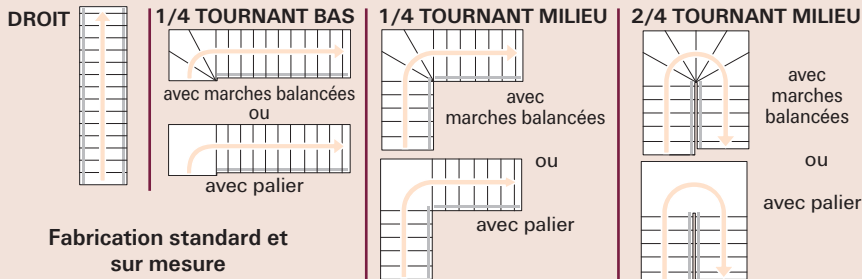 DROIT
1/4 TOURNANT BAS
avec marches balancées
ou
avec palier
Fabrication standard et
sur mesure
1/4 TOURNANT MILIEU
avec
marches balancées
ou
avec palier
2/4 TOURNANT MILIEU
avec
marches
balancées
ou
avec palier